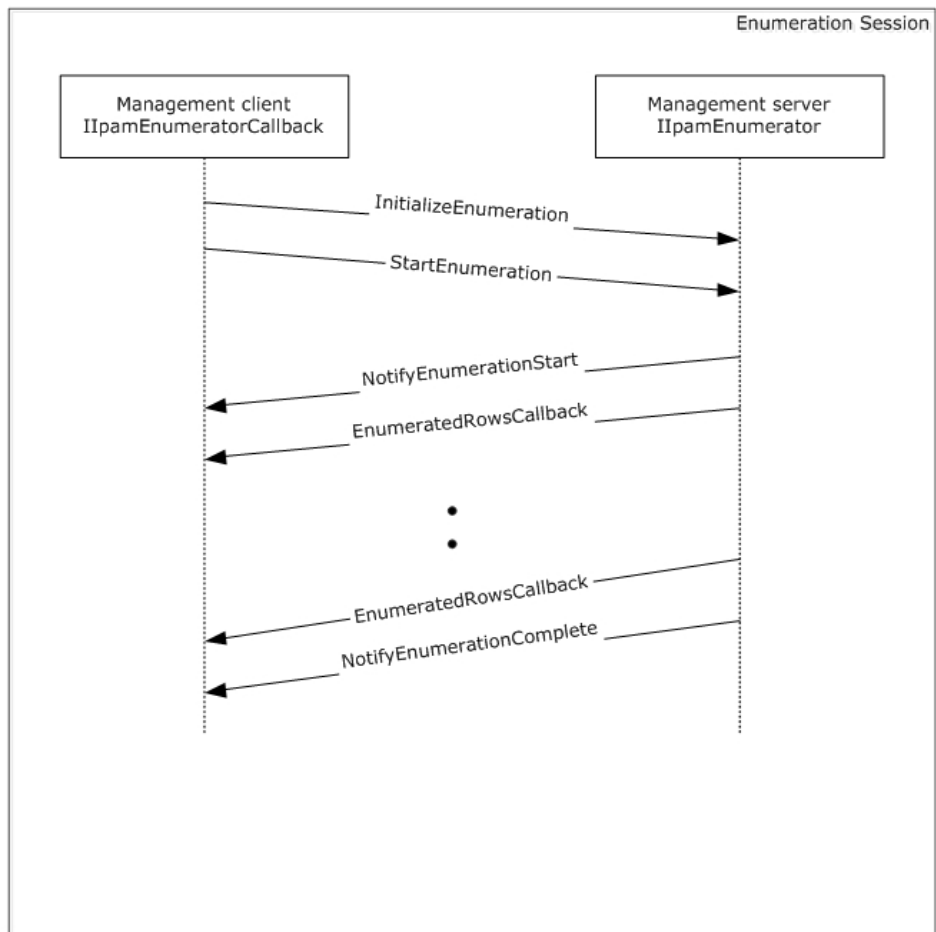 Enumeration Session
Management client
IIpamEnumeratorCallback
Management server
IIpamEnumerator
InitializeEnumeration
StartEnumeration
NotifyEnumerationStart
EnumeratedRowsCallback
EnumeratedRowsCallback
NotifyEnumerationComplete